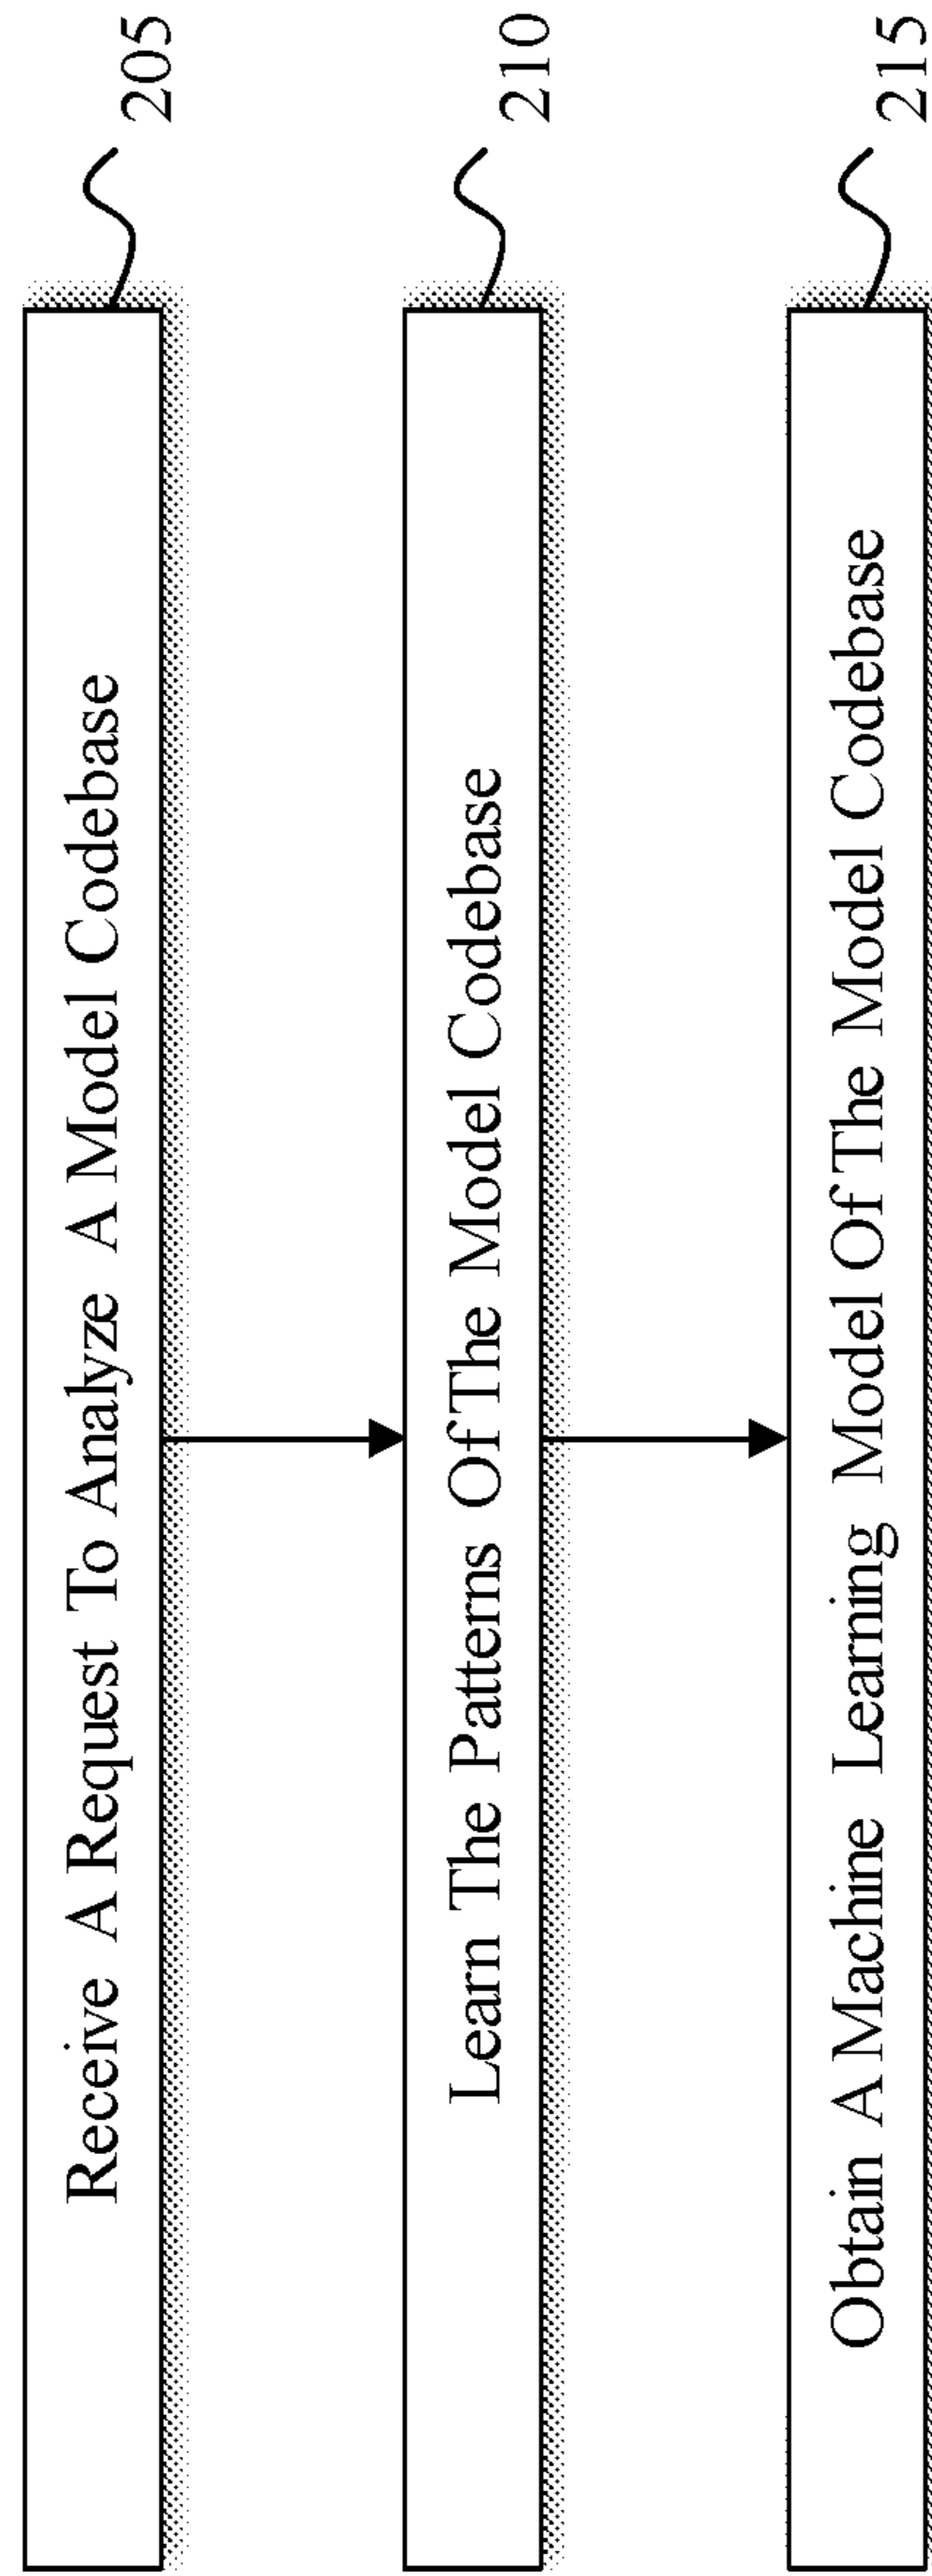 Receive A Request To Analyze A Model Codebase
205
Learn The Patterns Of The Model Codebase
210
Obtain A Machine Learning Model Of The Model Codebase
215